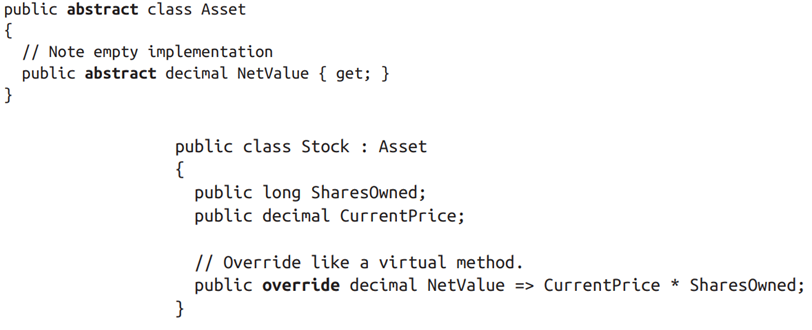 public abstract class Asset
{
// Note empty implementation
public abstract decimal NetValue { get; }
}
public class Stock : Asset
{
public long SharesOwned;
public decimal CurrentPrice;
// Override like a virtual method.
public override decimal NetValue => CurrentPrice * SharesOwned;
}